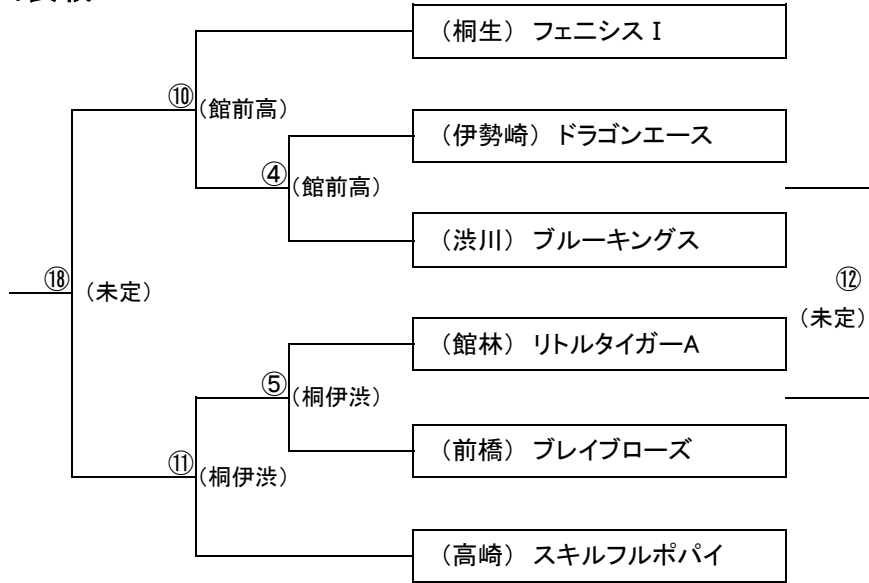 （桐生） フェニシス I
⑩
（館前高）
（伊勢崎） ドラゴンエース
④
（館前高）
（渋川） ブルーキングス
⑱
（未定）
⑫
（未定）
（館林） リトルタイガーA
⑤
（桐伊渋）
（前橋） ブレイブローズ
⑪
（桐伊渋）
（高崎） スキルフルポパイ